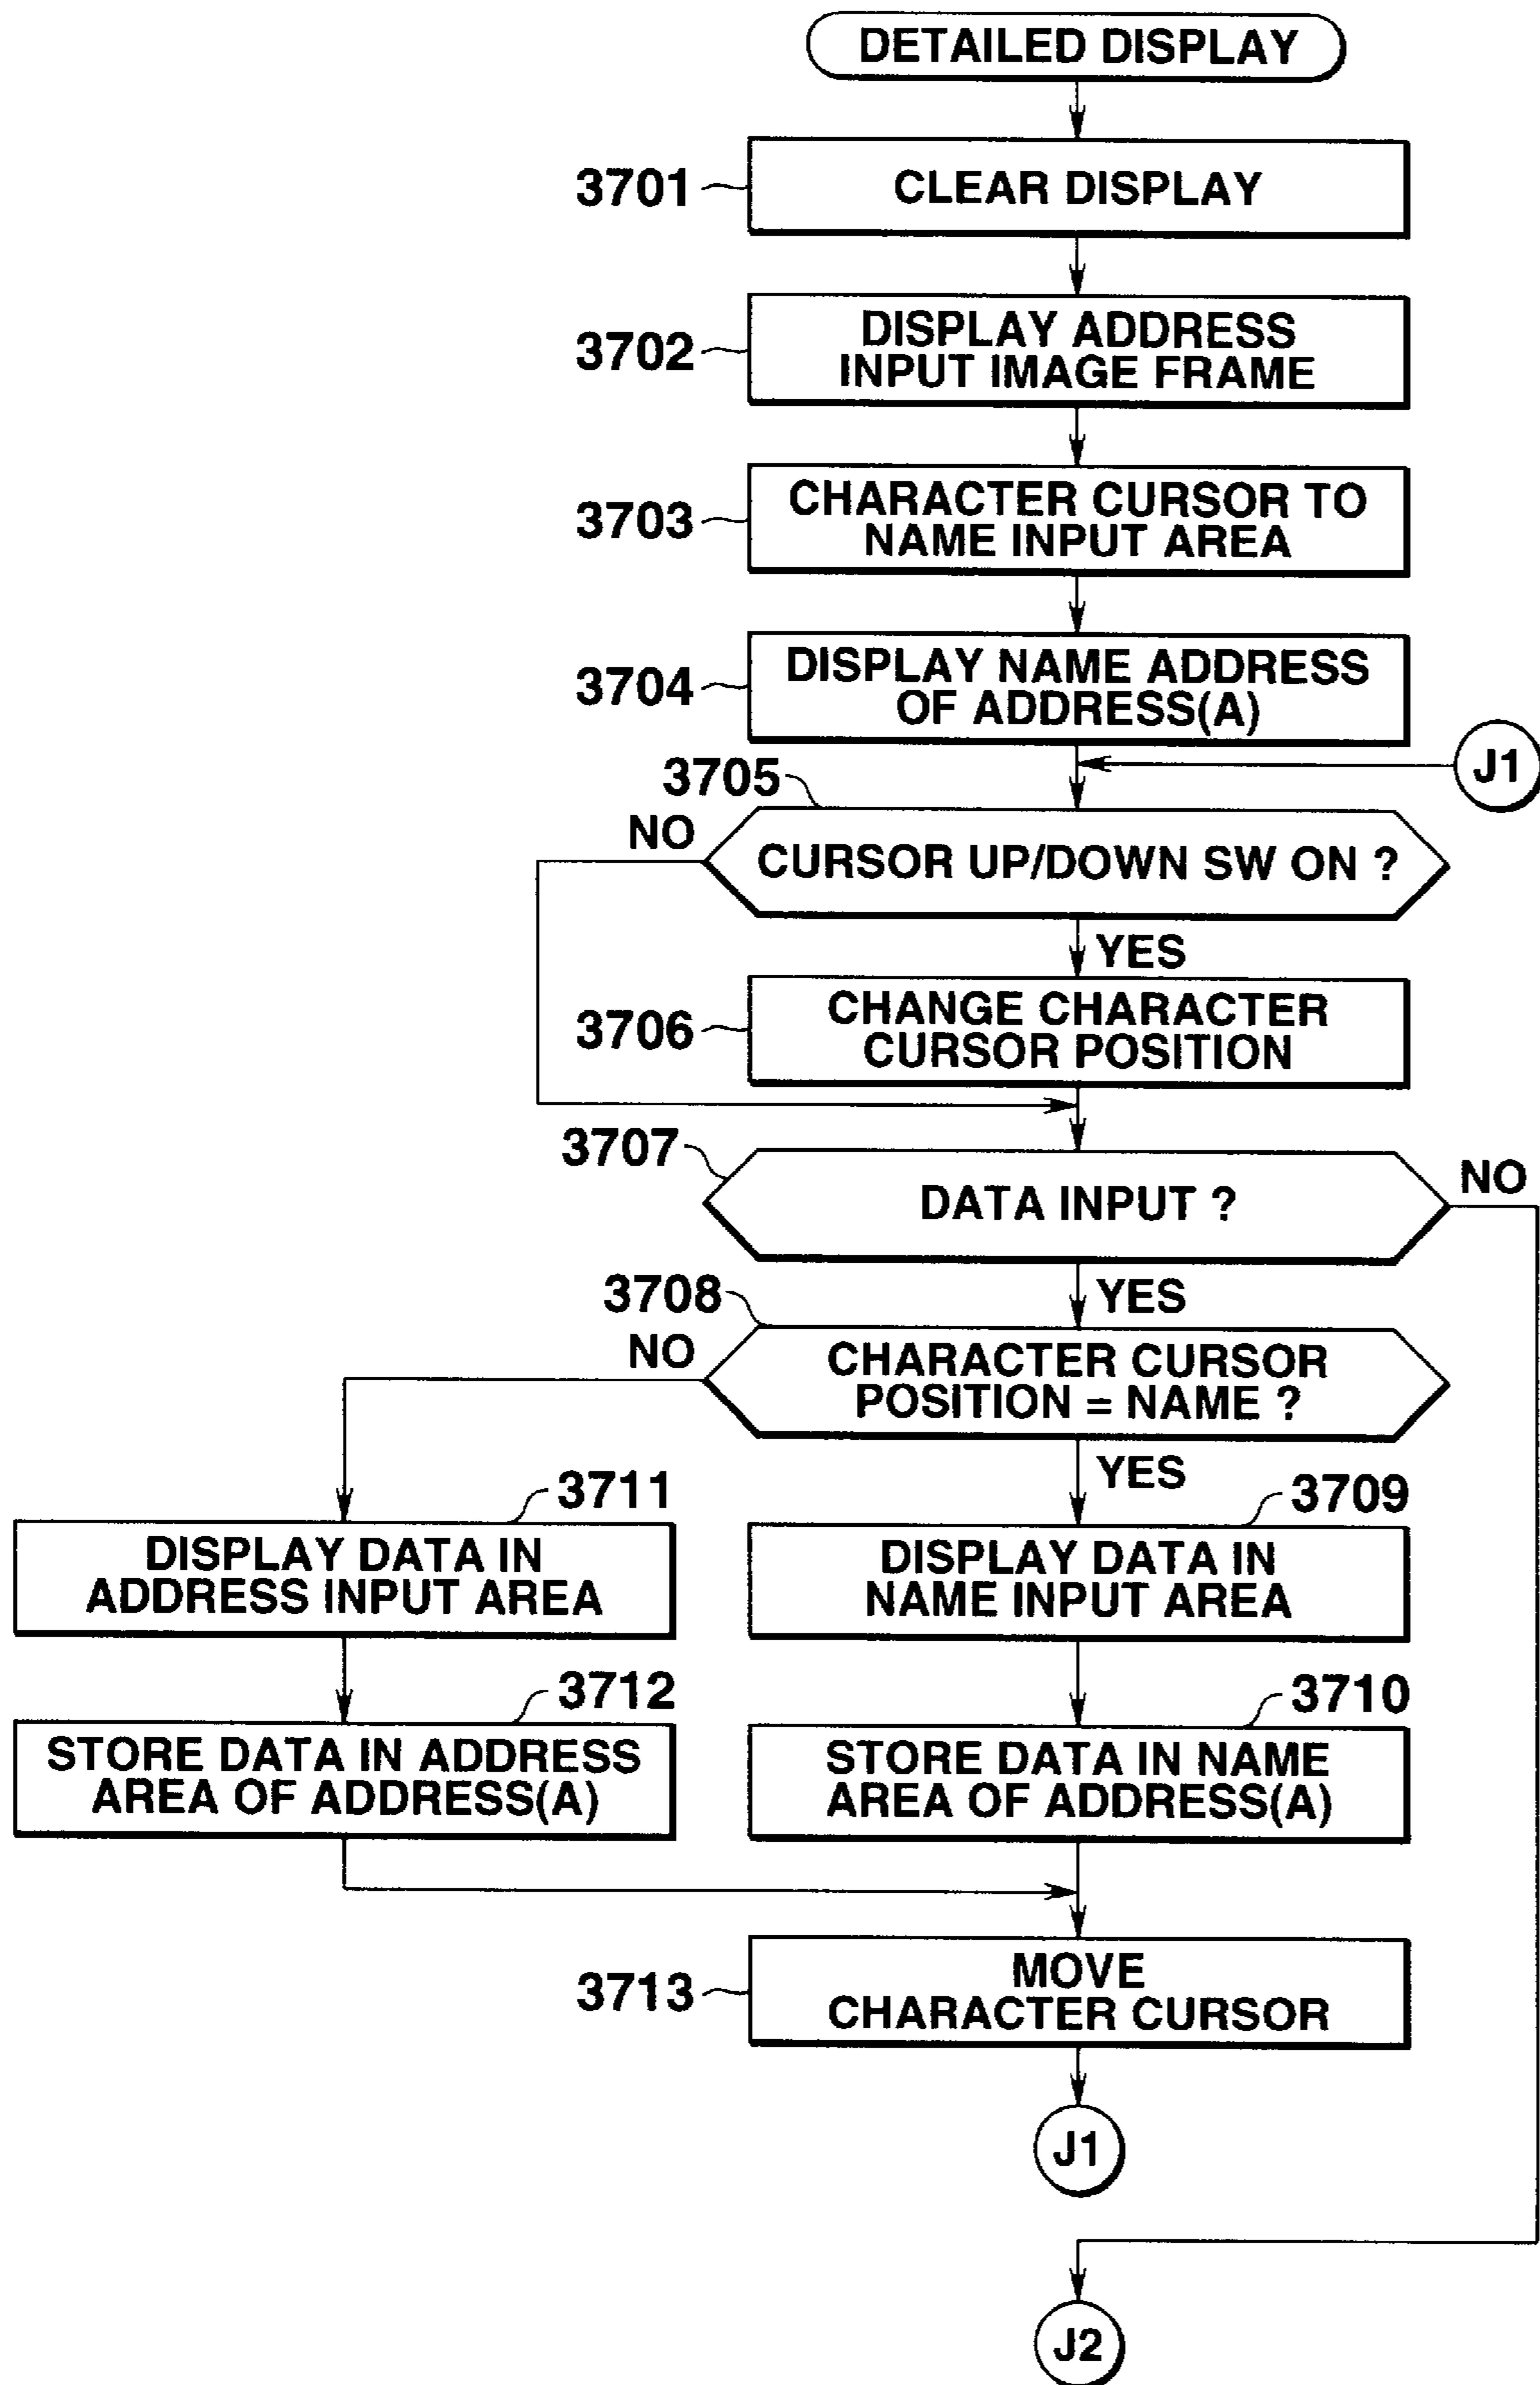 DETAILED DISPLAY
3701
CLEAR DISPLAY
3702
DISPLAY ADDRESS
INPUT IMAGE FRAME
3703
CHARACTER CURSOR TO
NAME INPUT AREA
3704
DISPLAY NAME ADDRESS
OF ADDRESS(A)
J1
3705
NO
CURSOR UP/DOWN SW ON ?
YES
3706
CHANGE CHARACTER
CURSOR POSITION
3707
DATA INPUT ?
NO
YES
3708
NO
CHARACTER CURSOR
POSITION = NAME ?
YES
3711
DISPLAY DATA IN
ADDRESS INPUT AREA
3709
DISPLAY DATA IN
NAME INPUT AREA
3712
STORE DATA IN ADDRESS
AREA OF ADDRESS(A)
3710
STORE DATA IN NAME
AREA OF ADDRESS(A)
3713
MOVE
CHARACTER CURSOR
J1
J2